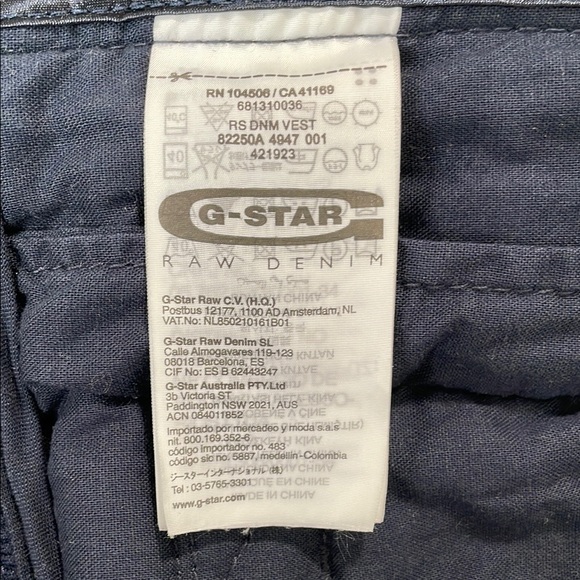 RN 104506 / CA 41169
681310036
RS DNM VEST
82250A 4947 001
421923
G-STAR
RAW DENIM
G-Star Raw C.V. (H.Q.)
Postbus 12177, 1100 AD Amsterdam, NL
VAT.No: NL850210161B01
G-Star Raw Denim SL
Calle Almogavares 119-123
08018 Barcelona, ES
CIF No: ES B 62443247
G-Star Australia PTY.Ltd
3b Victoria ST.
Paddington NSW 2021, AUS
ACN 084011852
Importado por mercadeo y moda s.a.s
nit. 800.169.352-6
código importador no. 483
código sic no. 5887, medellin-Colombia
ジースターインターナショナル(株)
Tel : 03-5765-3301
www.g-star.com